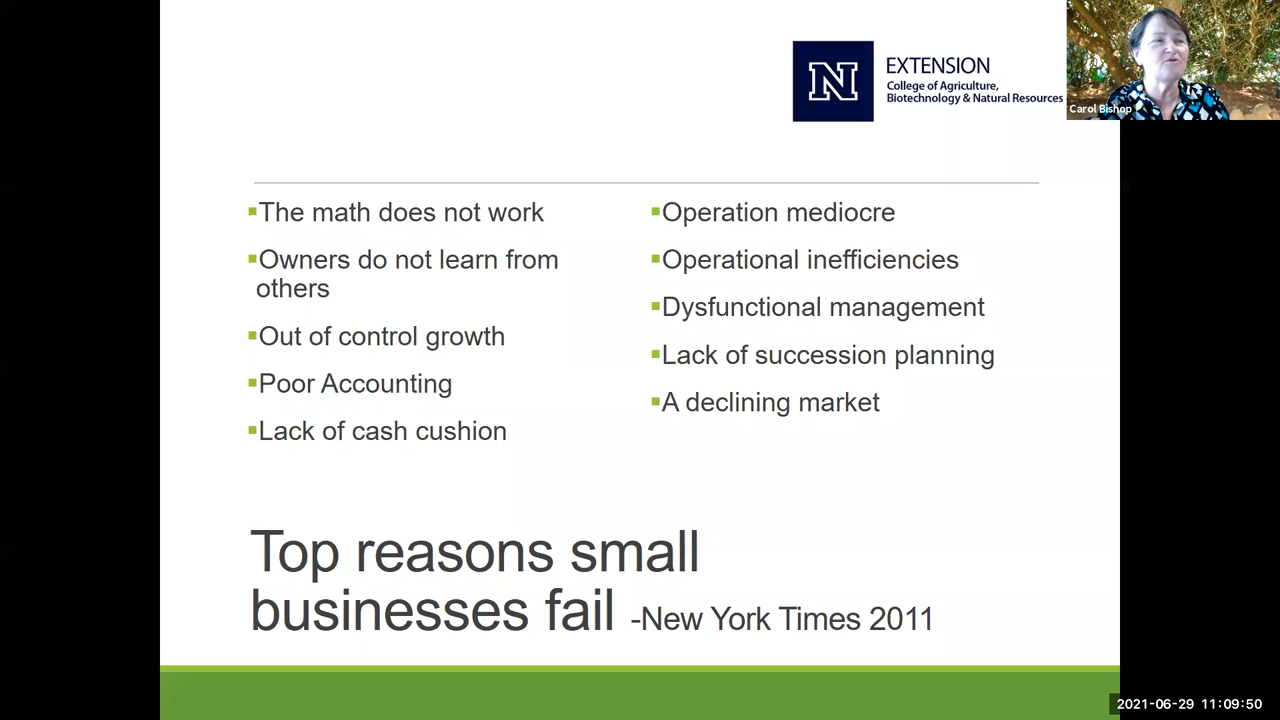 N
EXTENSION
College of Agriculture,
Biotechnology & Natural Resources
Carol Bishop
▪The math does not work
▪Owners do not learn from
others
▪Out of control growth
▪Poor Accounting
▪Lack of cash cushion
▪Operation mediocre
▪Operational inefficiencies
▪Dysfunctional management
▪Lack of succession planning
▪A declining market
Top reasons small
businesses fail -New York Times 2011
2021-06-29 11:09:50